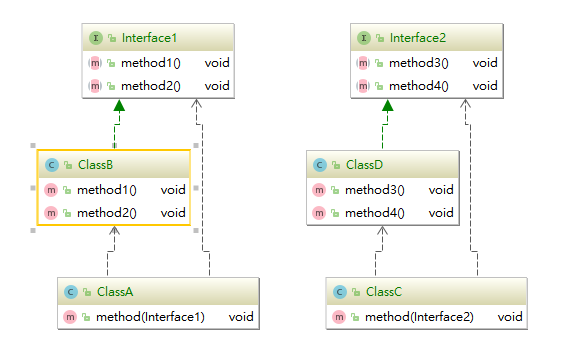 Interface1
method1() void
method2() void
Interface2
method3() void
method4() void
ClassB
method1() void
method2() void
ClassD
method3() void
method4() void
ClassA
method(Interface1) void
ClassC
method(Interface2) void